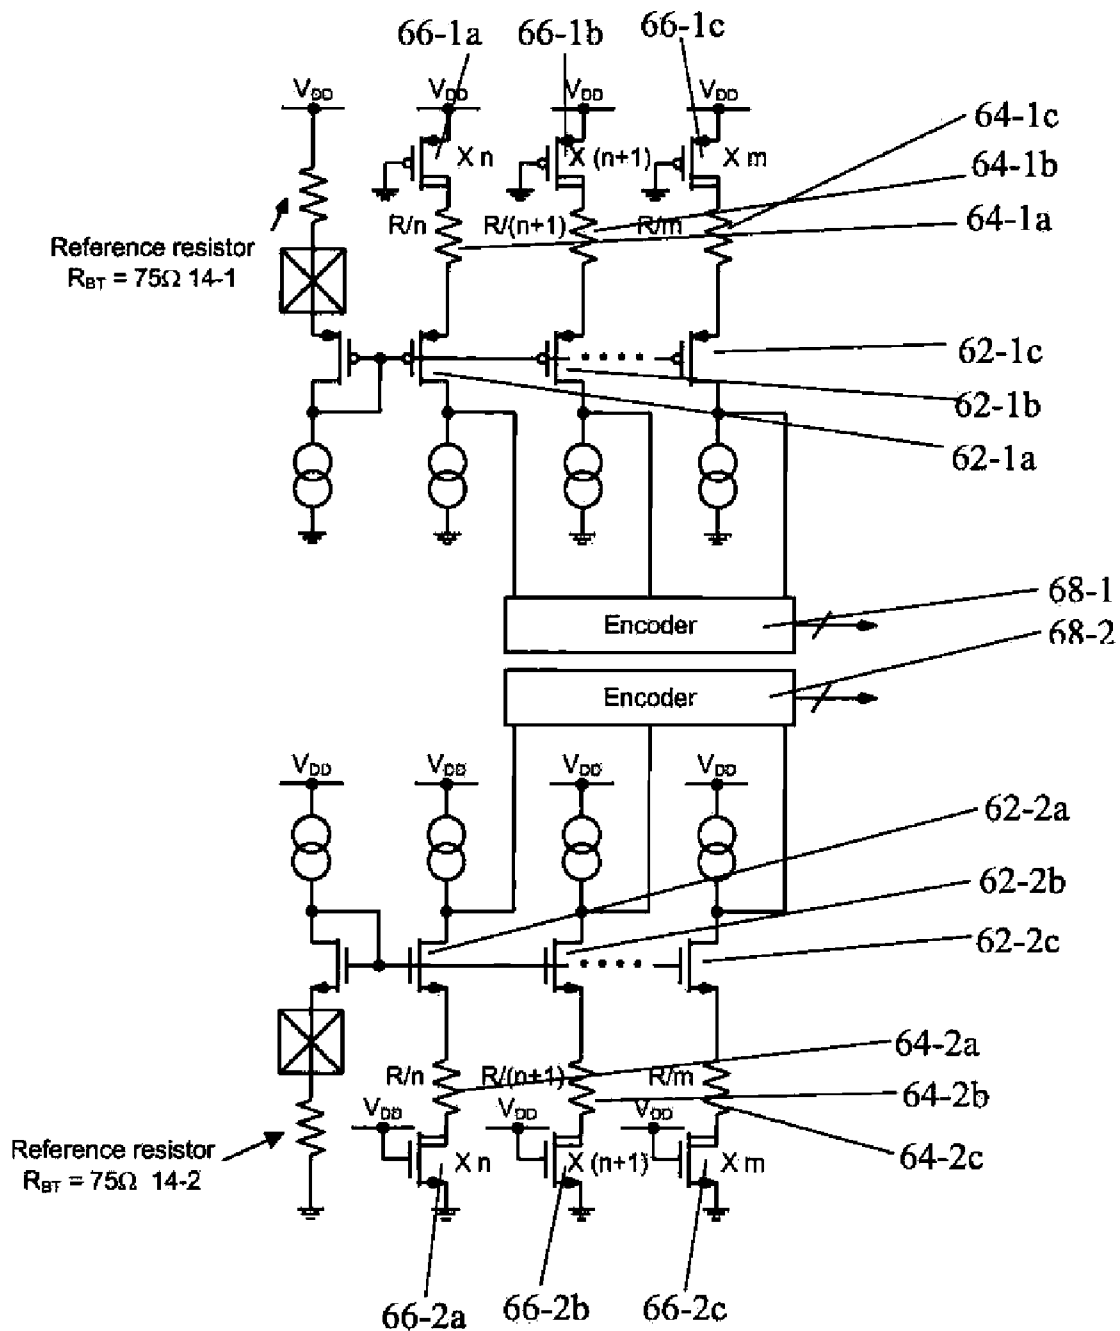 66-1a 66-1b 66-1c
VDD VDD VDD VDD
64-1c
X n X (n+1) X m
64-1b
R/n R/(n+1) R/m
64-1a
Reference resistor
RBT = 75Ω 14-1
62-1c
62-1b
62-1a
68-1
Encoder
68-2
Encoder
VDD VDD VDD VDD
62-2a
62-2b
62-2c
64-2a
R/n R/(n+1) R/m
64-2b
VDD VDD VDD
Reference resistor
RBT = 75Ω 14-2
X n X (n+1) X m
64-2c
66-2a 66-2b 66-2c